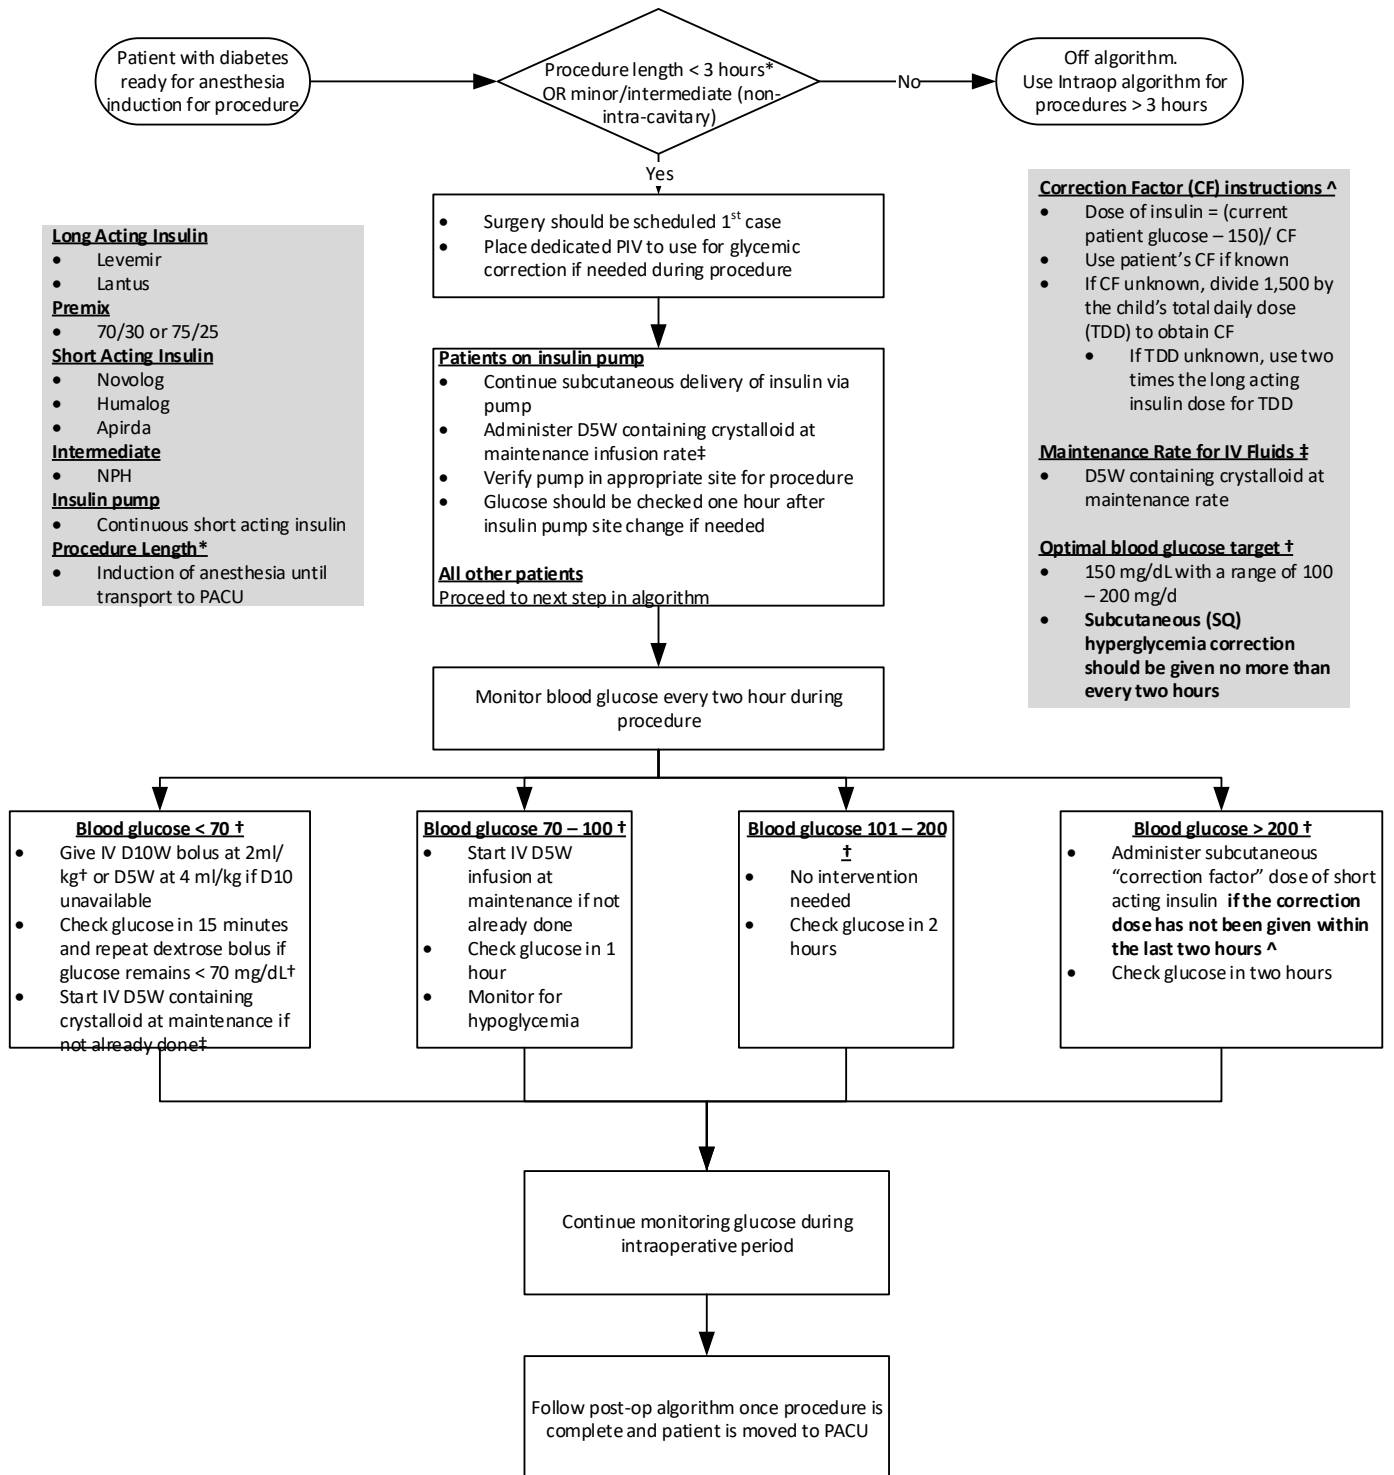 Patient with diabetes
ready for anesthesia
induction for procedure
Procedure length < 3 hours*
OR minor/intermediate (non-
intra-cavitary)
No
Off algorithm.
Use Intraop algorithm for
procedures > 3 hours
Yes
• Surgery should be scheduled 1st case
• Place dedicated PIV to use for glycemic
correction if needed during procedure
Long Acting Insulin
• Levemir
• Lantus
Premix
• 70/30 or 75/25
Short Acting Insulin
• Novolog
• Humalog
• Apirda
Intermediate
• NPH
Insulin pump
• Continuous short acting insulin
Procedure Length*
• Induction of anesthesia until
transport to PACU
Patients on insulin pump
• Continue subcutaneous delivery of insulin via
pump
• Administer D5W containing crystalloid at
maintenance infusion rate‡
• Verify pump in appropriate site for procedure
• Glucose should be checked one hour after
insulin pump site change if needed
All other patients
Proceed to next step in algorithm
Correction Factor (CF) instructions ^
• Dose of insulin = (current
patient glucose – 150)/ CF
• Use patient's CF if known
• If CF unknown, divide 1,500 by
the child's total daily dose
(TDD) to obtain CF
• If TDD unknown, use two
times the long acting
insulin dose for TDD
Maintenance Rate for IV Fluids ‡
• D5W containing crystalloid at
maintenance rate
Optimal blood glucose target †
• 150 mg/dL with a range of 100
– 200 mg/d
• Subcutaneous (SQ)
hyperglycemia correction
should be given no more than
every two hours
Monitor blood glucose every two hour during
procedure
Blood glucose < 70 †
• Give IV D10W bolus at 2ml/
kg† or D5W at 4 ml/kg if D10
unavailable
• Check glucose in 15 minutes
and repeat dextrose bolus if
glucose remains < 70 mg/dL†
• Start IV D5W containing
crystalloid at maintenance if
not already done‡
Blood glucose 70 – 100 †
• Start IV D5W
infusion at
maintenance if not
already done
• Check glucose in 1
hour
• Monitor for
hypoglycemia
Blood glucose 101 – 200
†
• No intervention
needed
• Check glucose in 2
hours
Blood glucose > 200 †
• Administer subcutaneous
"correction factor" dose of short
acting insulin if the correction
dose has not been given within
the last two hours ^
• Check glucose in two hours
Continue monitoring glucose during
intraoperative period
Follow post-op algorithm once procedure is
complete and patient is moved to PACU